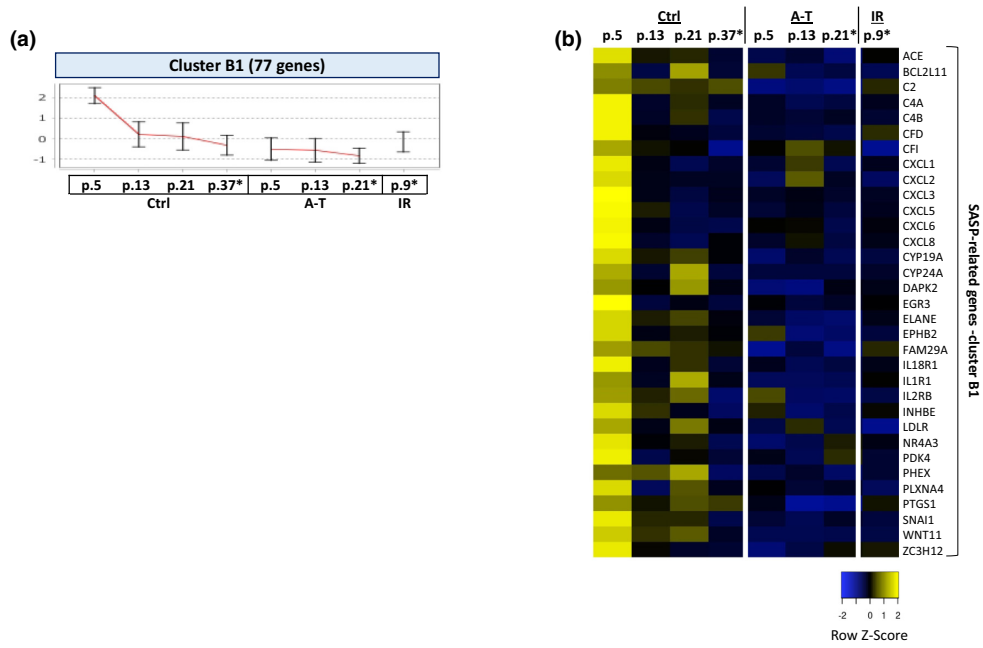 (a)
Cluster B1 (77 genes)
2
1
0
-1
p.5 p.13 p.21 p.37* p.5 p.13 p.21* p.9*
Ctrl A-T IR
(b)
Ctrl A-T IR
p.5 p.13 p.21 p.37* p.5 p.13 p.21* p.9*
ACE
BCL2L11
C2
C4A
C4B
CFD
CFI
CXCL1
CXCL2
CXCL3
CXCL5
CXCL6
CXCL8
CYP19A
CYP24A
DAPK2
EGR3
ELANE
EPHB2
FAM29A
IL18R1
IL1R1
IL2RB
INHBE
LDLR
NR4A3
PDK4
PHEX
PLXNA4
PTGS1
SNAI1
WNT11
ZC3H12
SASP-related genes -cluster B1
-2 0 1 2
Row Z-Score